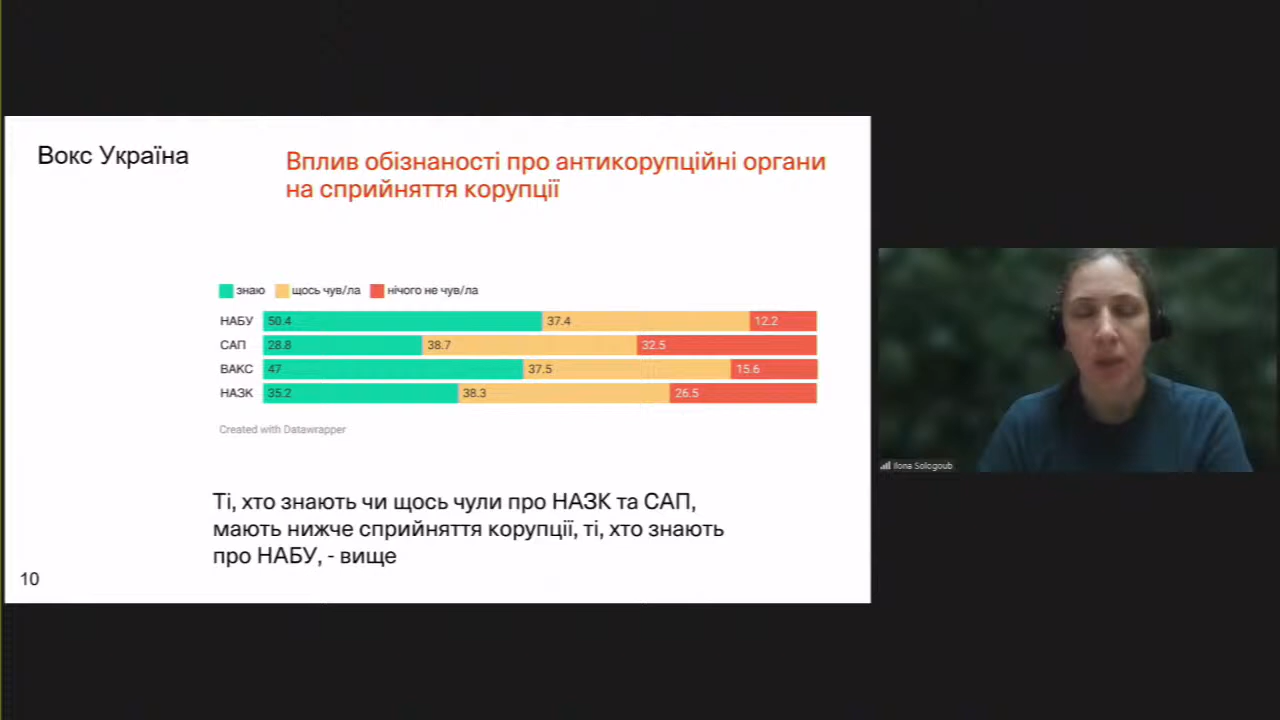 Вокс Україна
Вплив обізнаності про антикорупційні органи
на сприйняття корупції
знаю щось чув/ла нічого не чув/ла
НАБУ 50.4 37.4 12.2
САП 28.8 38.7 32.5
ВАКС 47 37.5 15.6
НАЗК 35.2 38.3 26.5
Created with Datawrapper
Ті, хто знають чи щось чули про НАЗК та САП,
мають нижче сприйняття корупції, ті, хто знають
про НАБУ, - вище
10
Ilona Sologoub